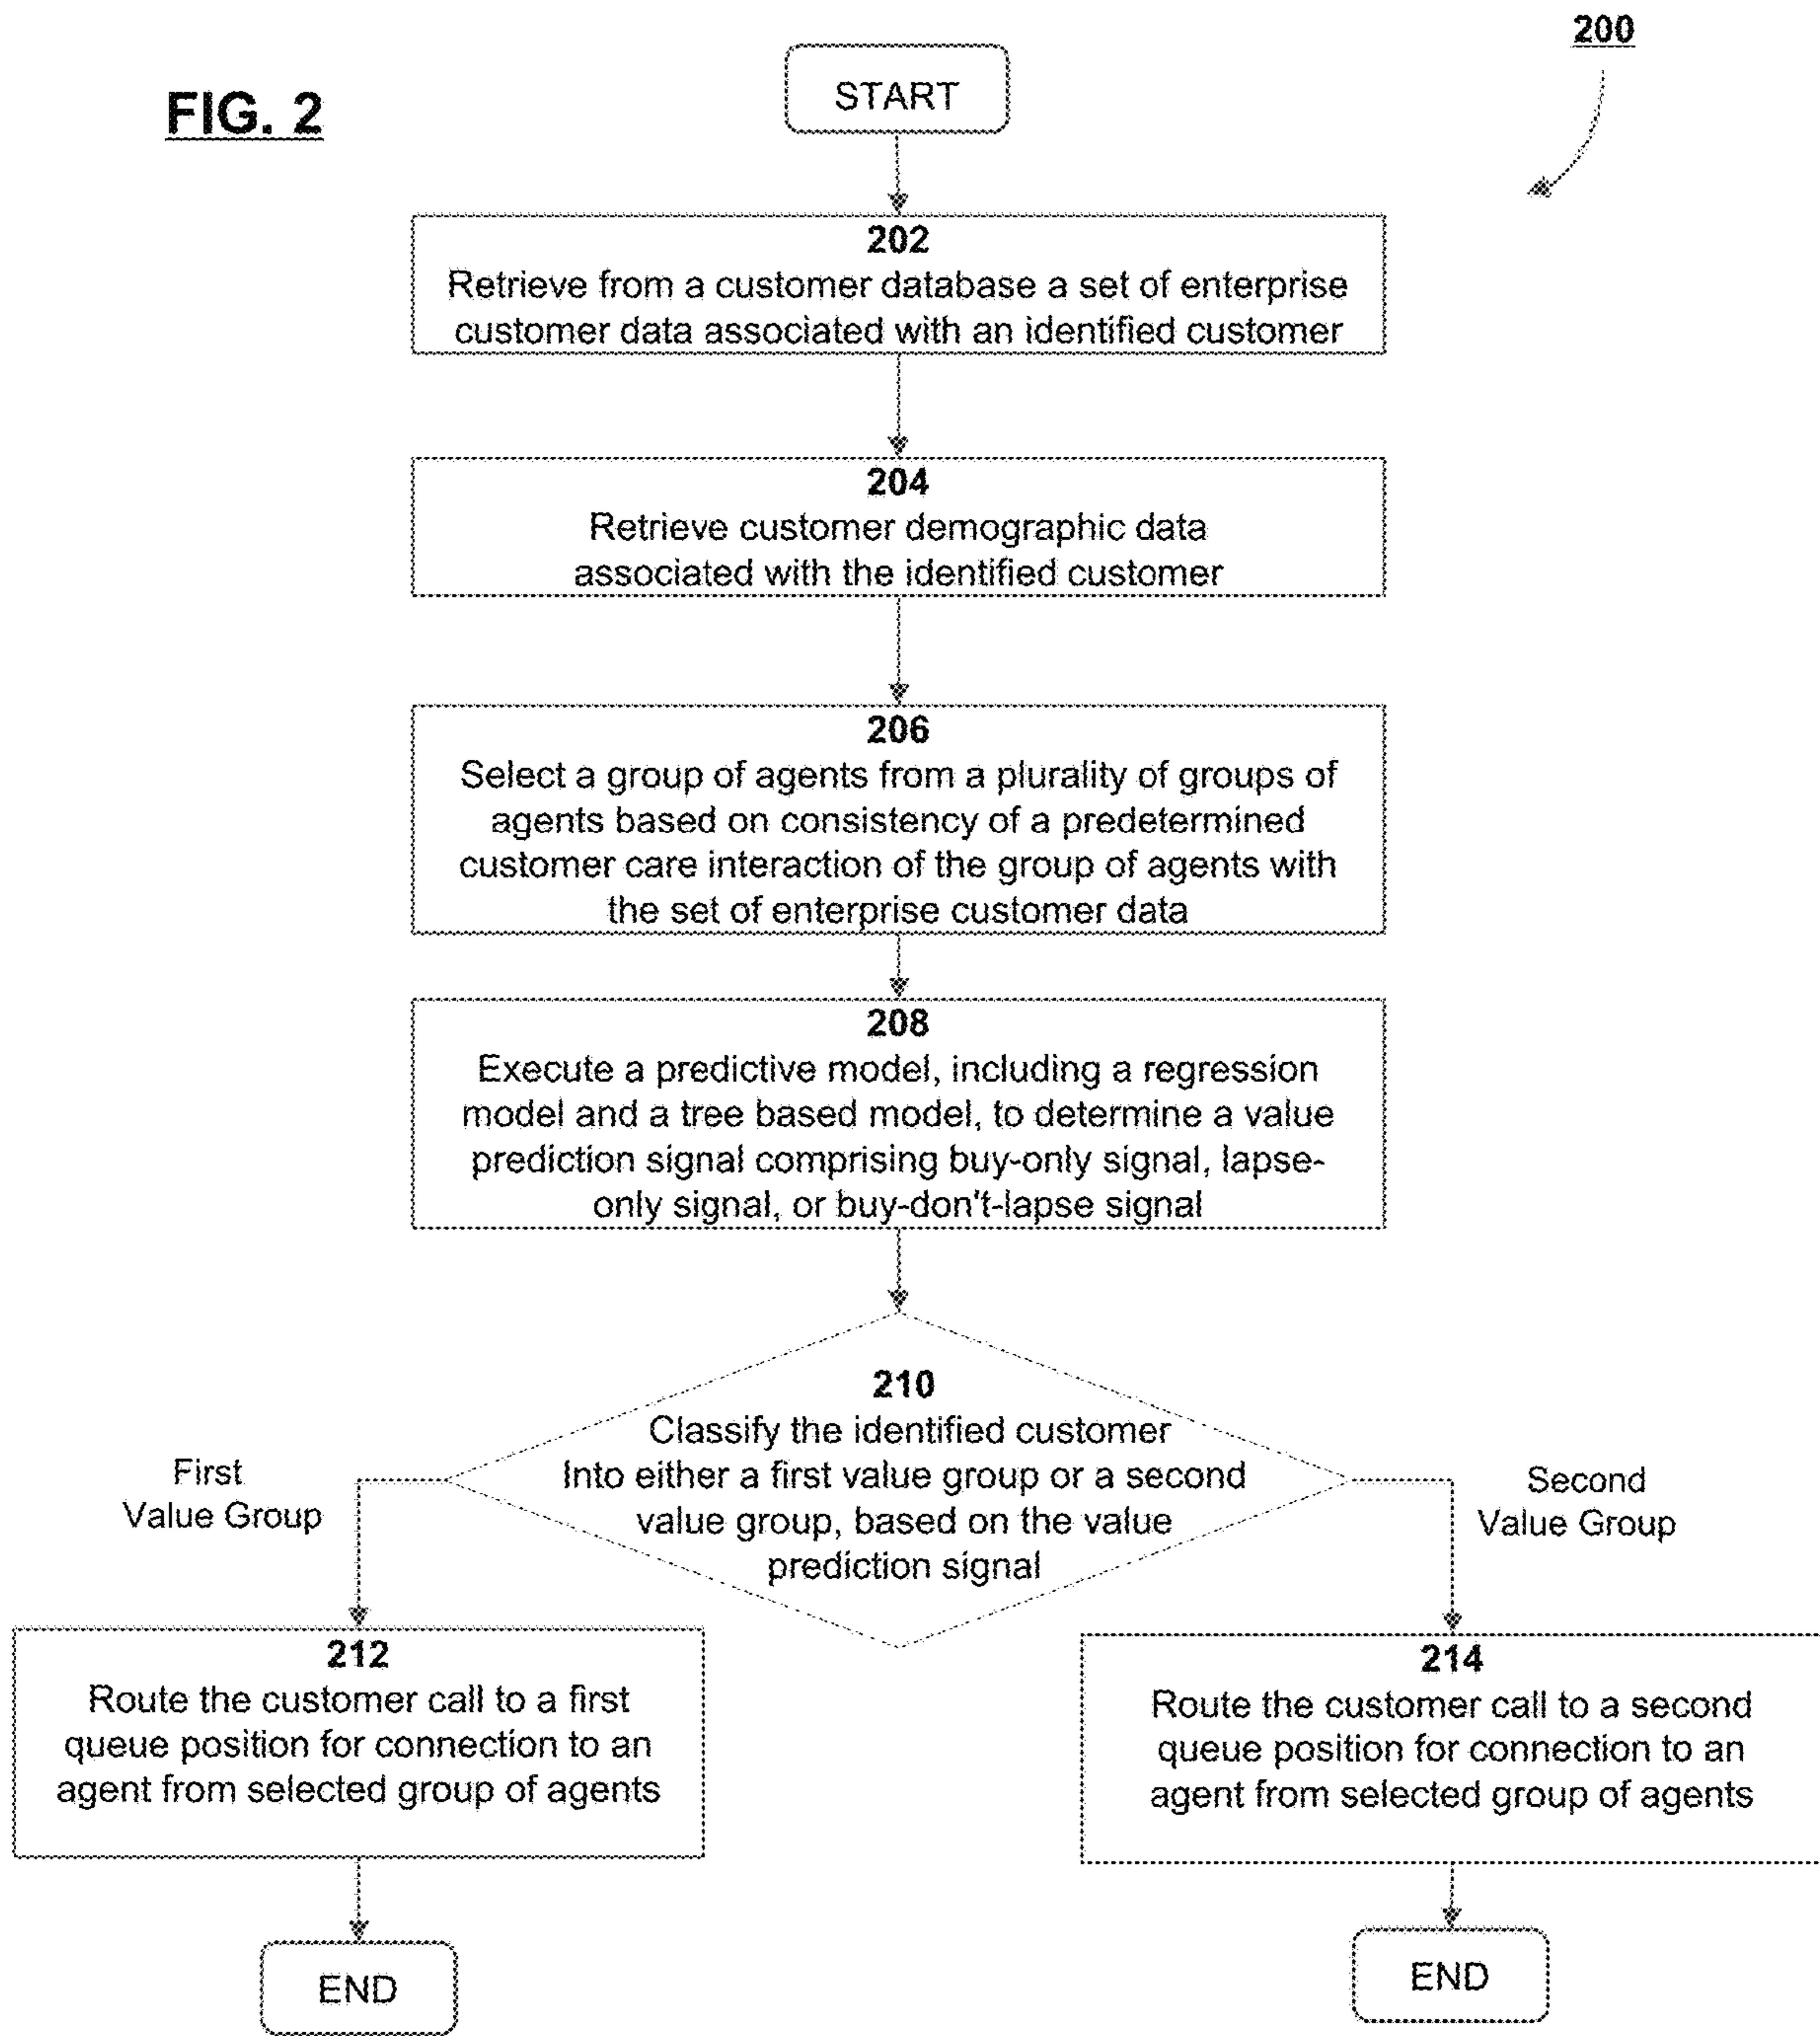 200
FIG. 2
START
202
Retrieve from a customer database a set of enterprise
customer data associated with an identified customer
204
Retrieve customer demographic data
associated with the identified customer
206
Select a group of agents from a plurality of groups of
agents based on consistency of a predetermined
customer care interaction of the group of agents with
the set of enterprise customer data
208
Execute a predictive model, including a regression
model and a tree based model, to determine a value
prediction signal comprising buy-only signal, lapse-
only signal, or buy-don't-lapse signal
210
Classify the identified customer
Into either a first value group or a second
value group, based on the value
prediction signal
First
Value Group
Second
Value Group
212
Route the customer call to a first
queue position for connection to an
agent from selected group of agents
214
Route the customer call to a second
queue position for connection to an
agent from selected group of agents
END
END